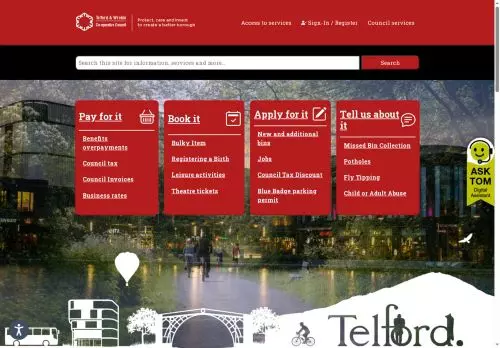 Telford & Wrekin
Co-operative Council
Protect, care and invest
to create a better borough
Access to services
Sign-In / Register
Council services
Search this site for information, services and more...
Search
Pay for it
Benefits
overpayments
Council tax
Council Invoices
Business rates
Book it
Bulky Item
Registering a Birth
Leisure activities
Theatre tickets
Apply for it
New and additional
bins
Jobs
Council Tax Discount
Blue Badge parking
permit
Tell us about
it
Missed Bin Collection
Potholes
Fly Tipping
Child or Adult Abuse
ASK
TOM
Digital
Assistant
Telford.